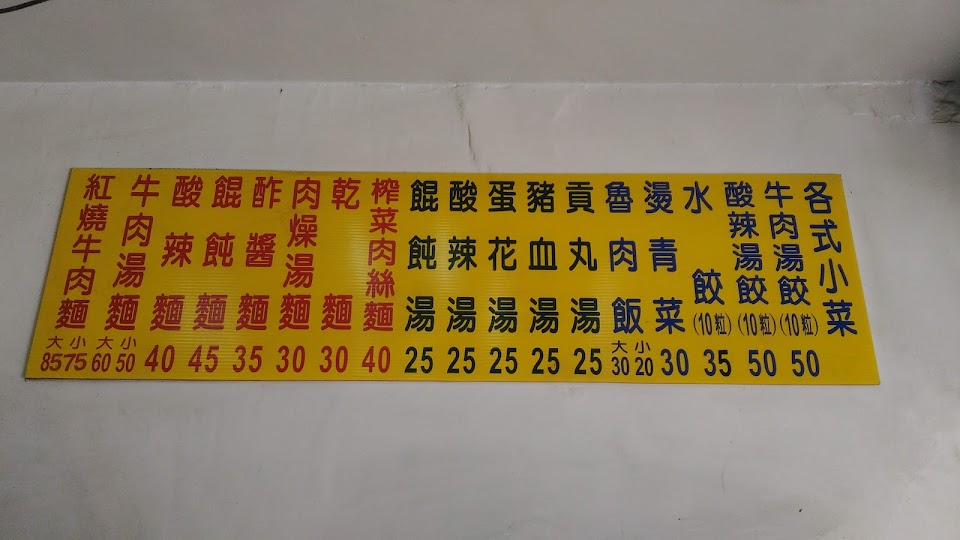 紅燒牛肉麵 大85 小75
牛肉湯麵 大60 小50
酸辣麵 40
餛飩麵 45
酢醬麵 35
肉燥湯麵 30
乾麵 30
榨菜肉絲麵 40
餛飩湯 25
酸辣湯 25
蛋花湯 25
豬血湯 25
貢丸湯 25
魯肉飯 大30 小20
燙青菜 30
水餃(10粒) 35
酸辣湯餃(10粒) 50
牛肉湯餃(10粒) 50
各式小菜